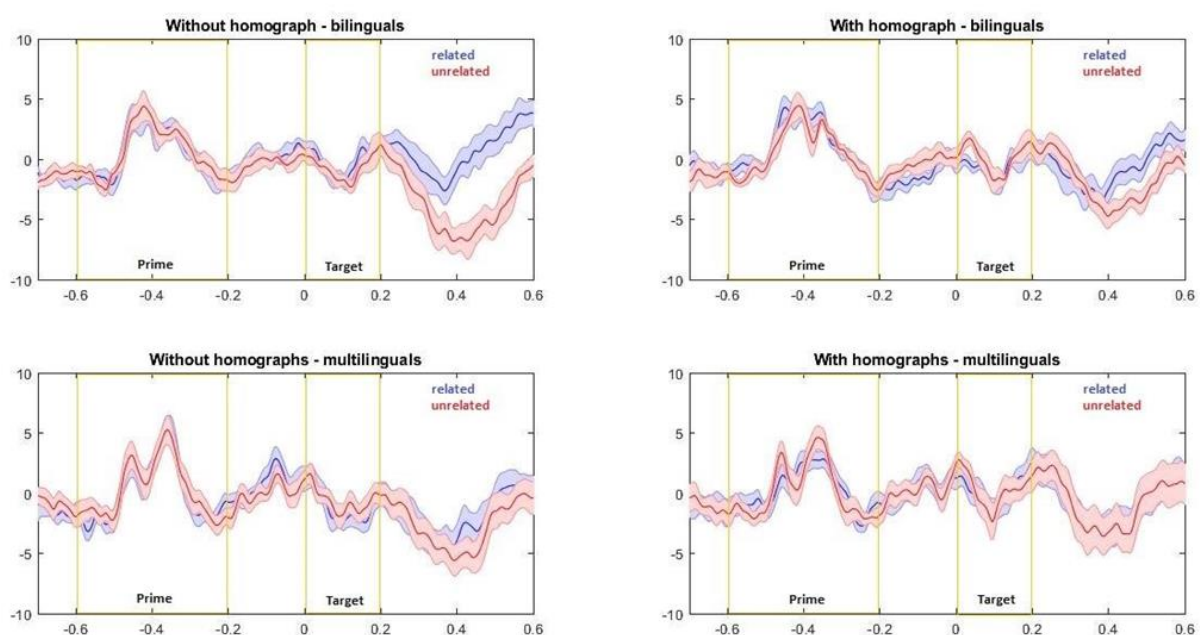 Without homograph - bilinguals
10
5
0
-5
-10
related
unrelated
Prime
Target
-0.6 -0.4 -0.2 0 0.2 0.4 0.6
With homograph - bilinguals
10
5
0
-5
-10
related
unrelated
Prime
Target
-0.6 -0.4 -0.2 0 0.2 0.4 0.6
Without homographs - multilinguals
10
5
0
-5
-10
related
unrelated
Prime
Target
-0.6 -0.4 -0.2 0 0.2 0.4 0.6
With homographs - multilinguals
10
5
0
-5
-10
related
unrelated
Prime
Target
-0.6 -0.4 -0.2 0 0.2 0.4 0.6